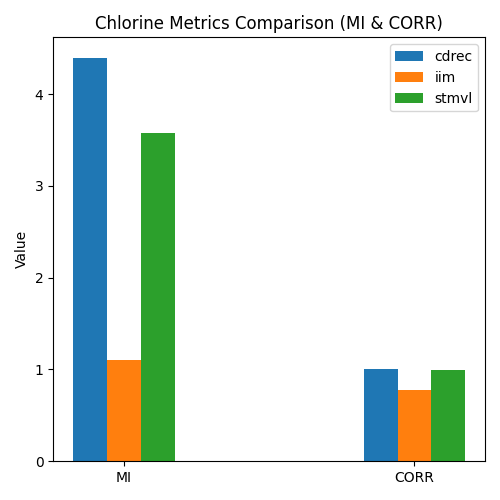 Chlorine Metrics Comparison (MI & CORR)
cdrec
iim
stmvl
Value
4
3
2
1
0
MI
CORR